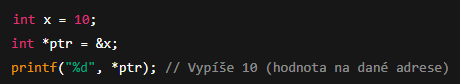 int x = 10;
int *ptr = &x;
printf("%d", *ptr); // Vypíše 10 (hodnota na dané adrese)